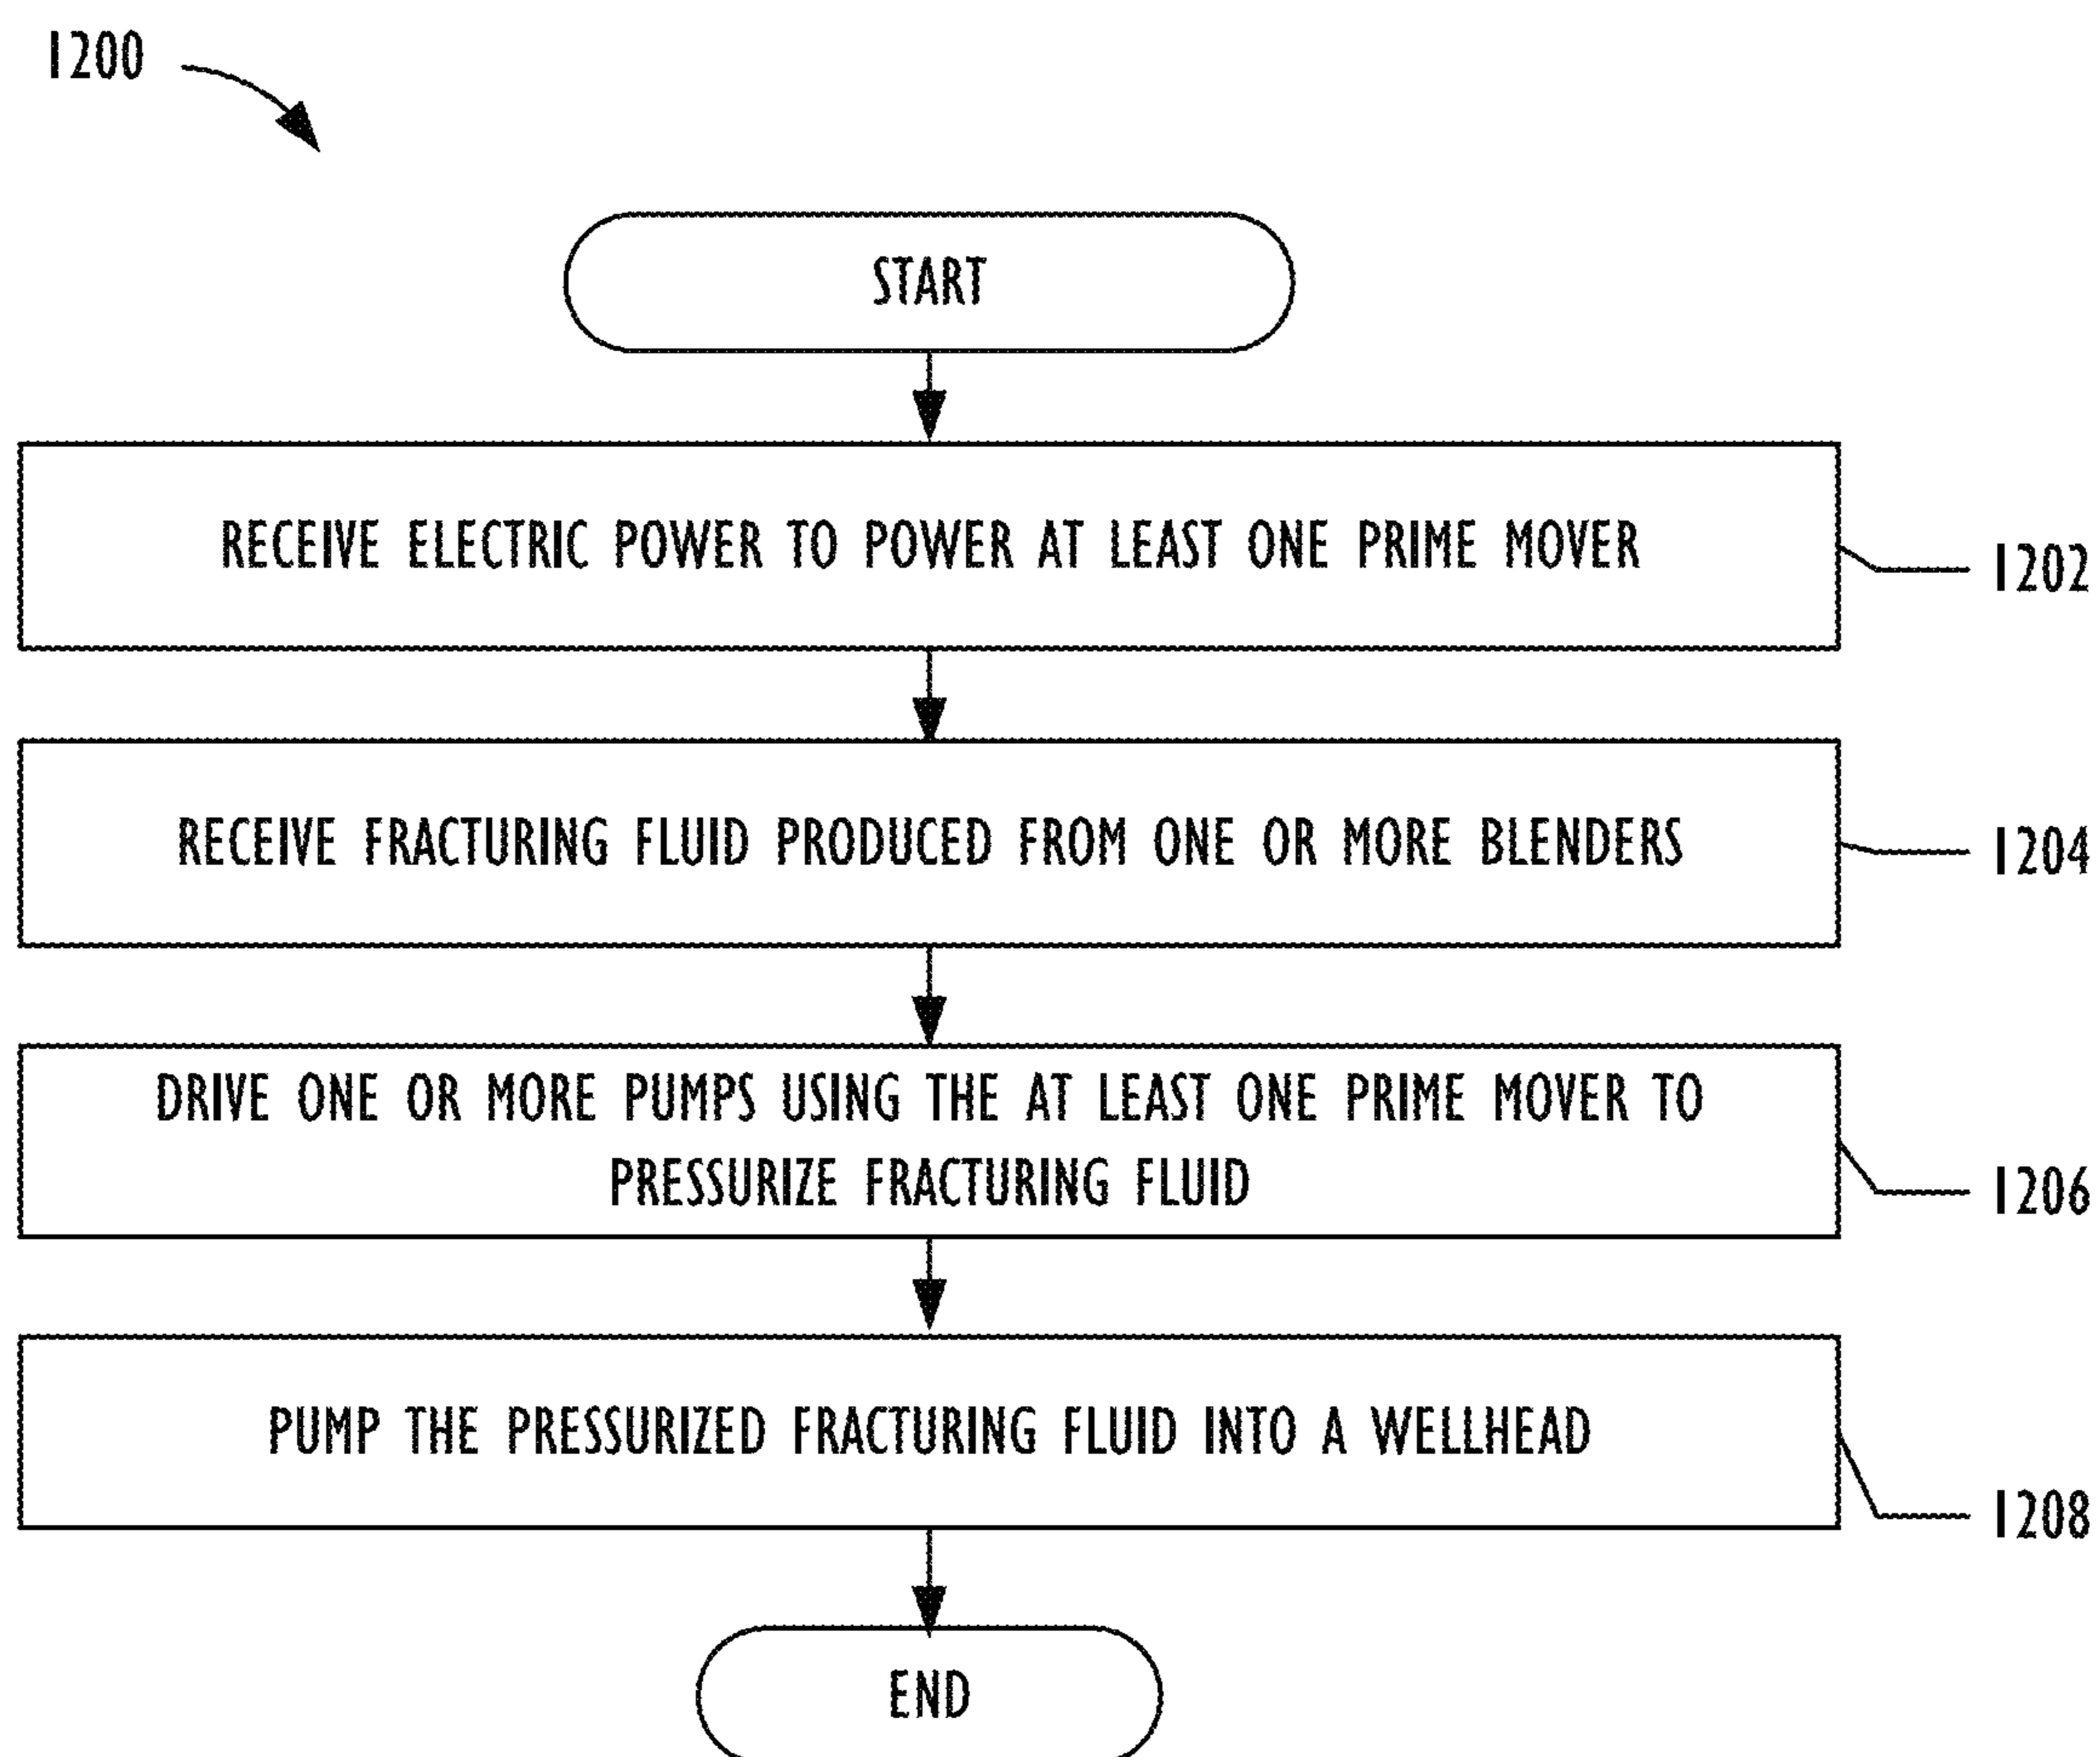 1200
START
RECEIVE ELECTRIC POWER TO POWER AT LEAST ONE PRIME MOVER
1202
RECEIVE FRACTURING FLUID PRODUCED FROM ONE OR MORE BLENDERS
1204
DRIVE ONE OR MORE PUMPS USING THE AT LEAST ONE PRIME MOVER TO
PRESSURIZE FRACTURING FLUID
1206
PUMP THE PRESSURIZED FRACTURING FLUID INTO A WELLHEAD
1208
END